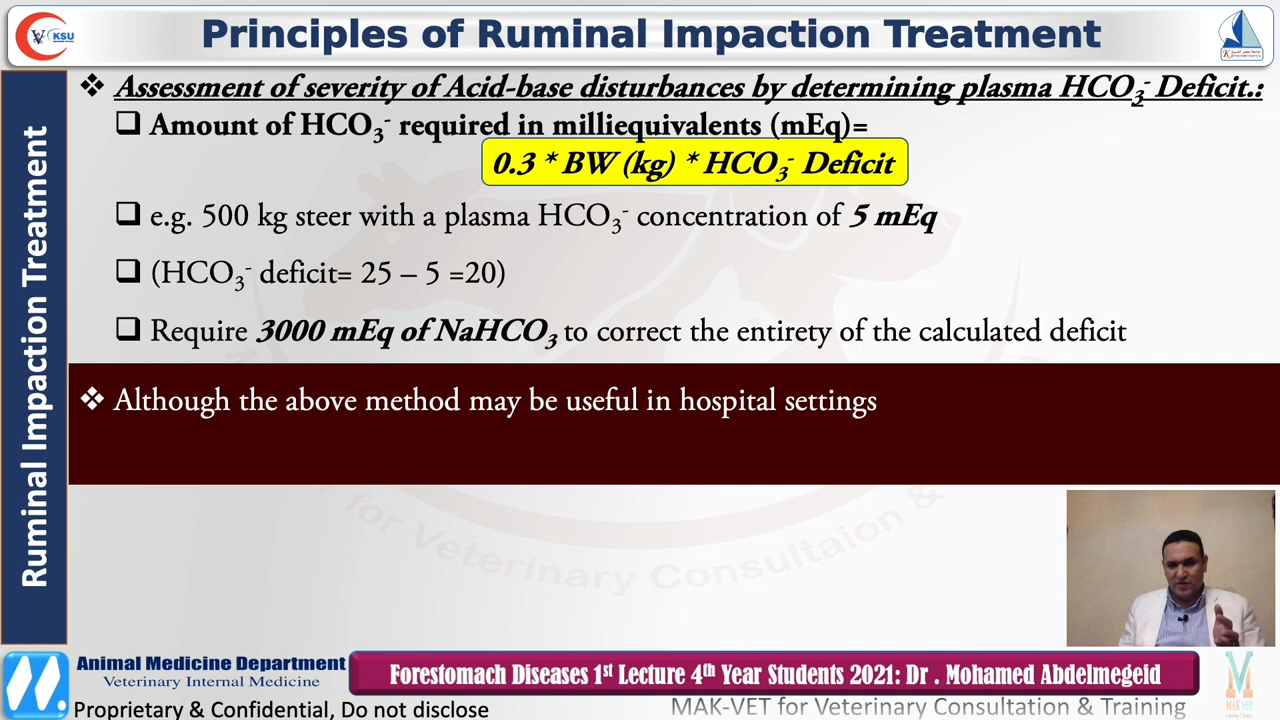 KSU
Principles of Ruminal Impaction Treatment
Ruminal Impaction Treatment
❖ Assessment of severity of Acid-base disturbances by determining plasma HCO₃⁻ Deficit.:
❑ Amount of HCO₃⁻ required in milliequivalents (mEq)=
0.3 * BW (kg) * HCO₃⁻ Deficit
❑ e.g. 500 kg steer with a plasma HCO₃⁻ concentration of 5 mEq
❑ (HCO₃⁻ deficit= 25 – 5 =20)
❑ Require 3000 mEq of NaHCO₃ to correct the entirety of the calculated deficit
❖ Although the above method may be useful in hospital settings
for Veterinary Consultaion &
Animal Medicine Department
Veterinary Internal Medicine
Forestomach Diseases 1st Lecture 4th Year Students 2021: Dr . Mohamed Abdelmegeid
Proprietary & Confidential, Do not disclose
MAK-VET for Veterinary Consultation & Training
MAK VET